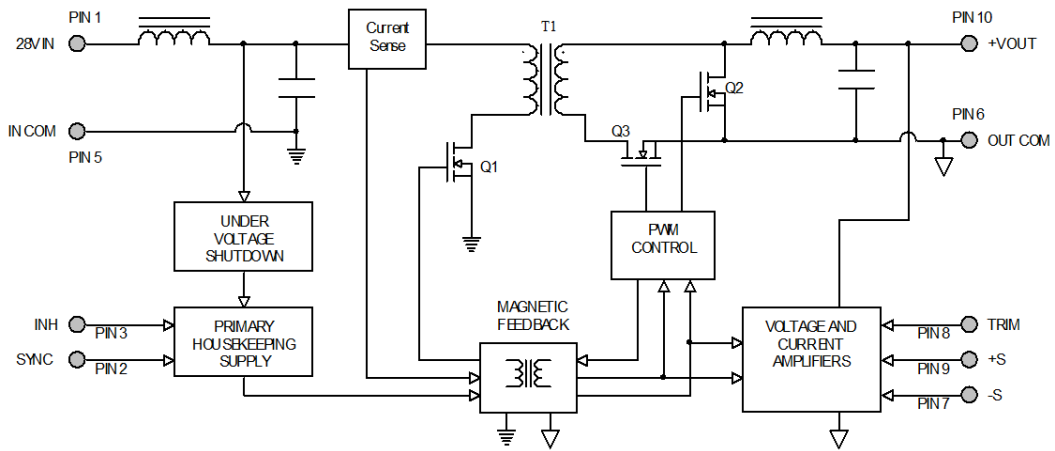 PIN 1
28VIN
IN COM
PIN 5
Current
Sense
T1
PIN 10
+VOUT
Q2
Q3
PIN 6
OUT COM
Q1
UNDER
VOLTAGE
SHUTDOWN
PWM
CONTROL
MAGNETIC
FEEDBACK
INH
PIN 3
SYNC
PIN 2
PRIMARY
HOUSEKEEPING
SUPPLY
VOLTAGE AND
CURRENT
AMPLIFIERS
PIN 8
TRIM
PIN 9
+S
PIN 7
-S